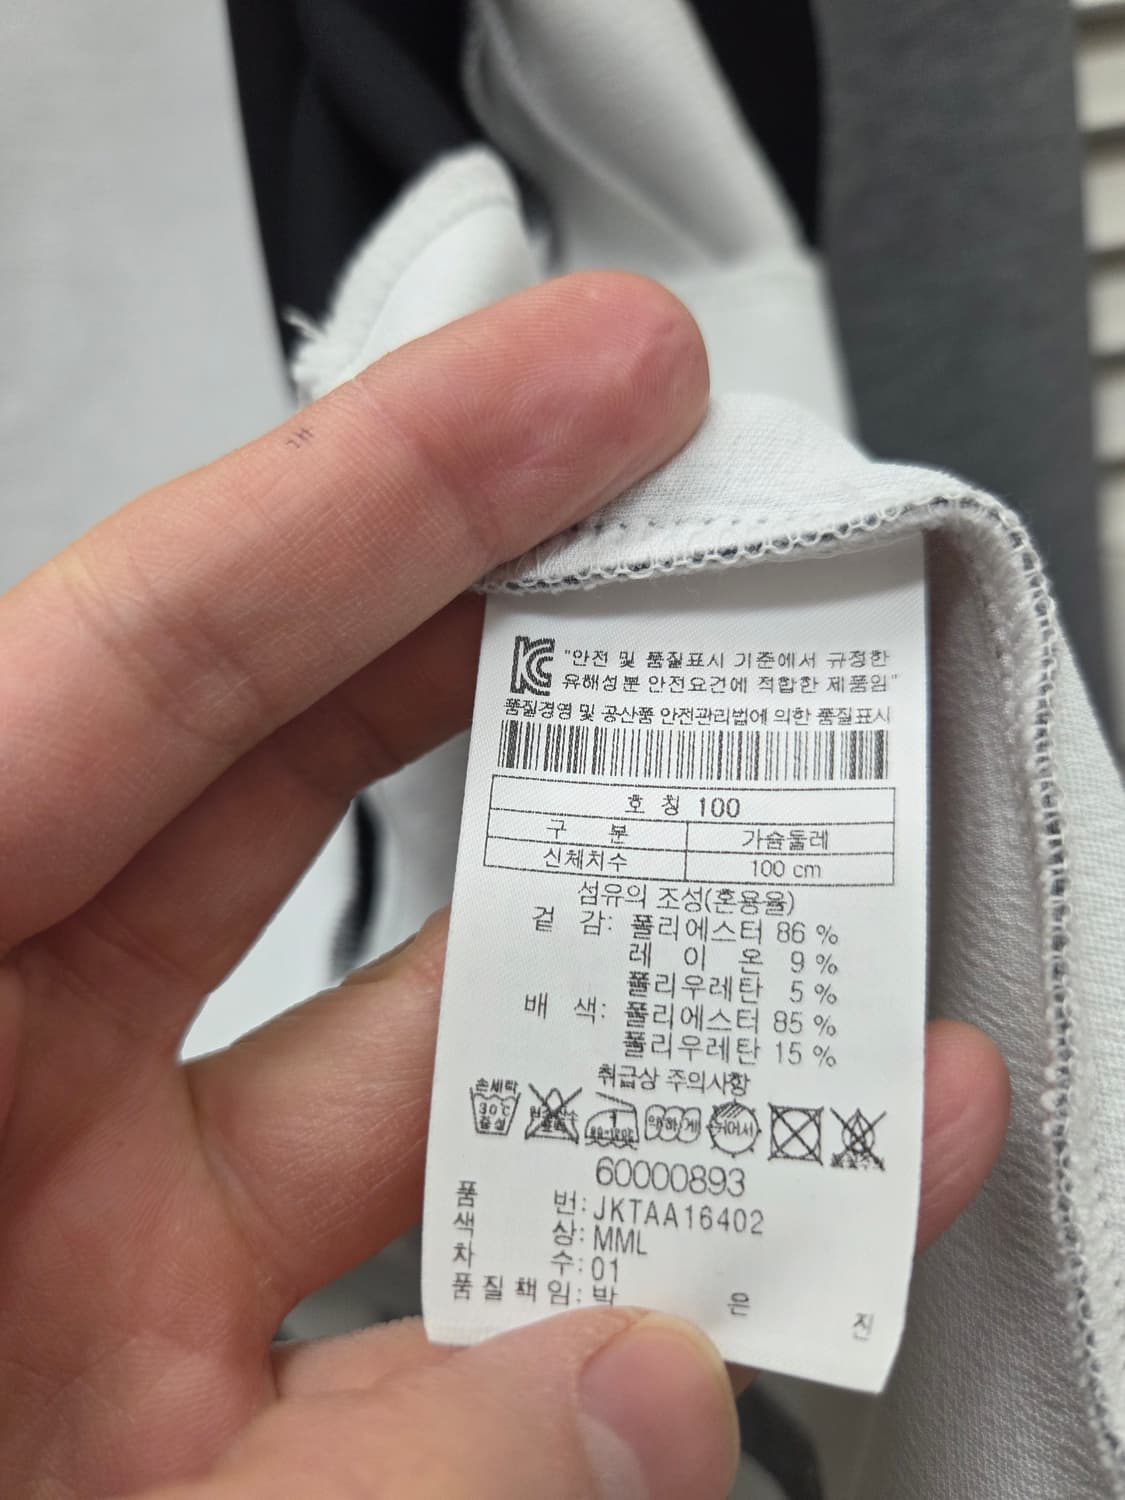 KC "안전 및 품질표시 기준에서 규정한
유해성분 안전요건에 적합한 제품임"
품질경영 및 공산품 안전관리법에 의한 품질표시
호 칭 100
구 분 가슴둘레
신체치수 100 cm
섬유의 조성(혼용율)
겉 감: 폴리에스터 86 %
레 이 온 9 %
폴리우레탄 5 %
배 색: 폴리에스터 85 %
폴리우레탄 15 %
취급상 주의사항
손세탁
30℃
중성
약하게
60000893
품 번: JKTAA16402
색 상: MML
차 수: 01
품질책임: 박 은 진